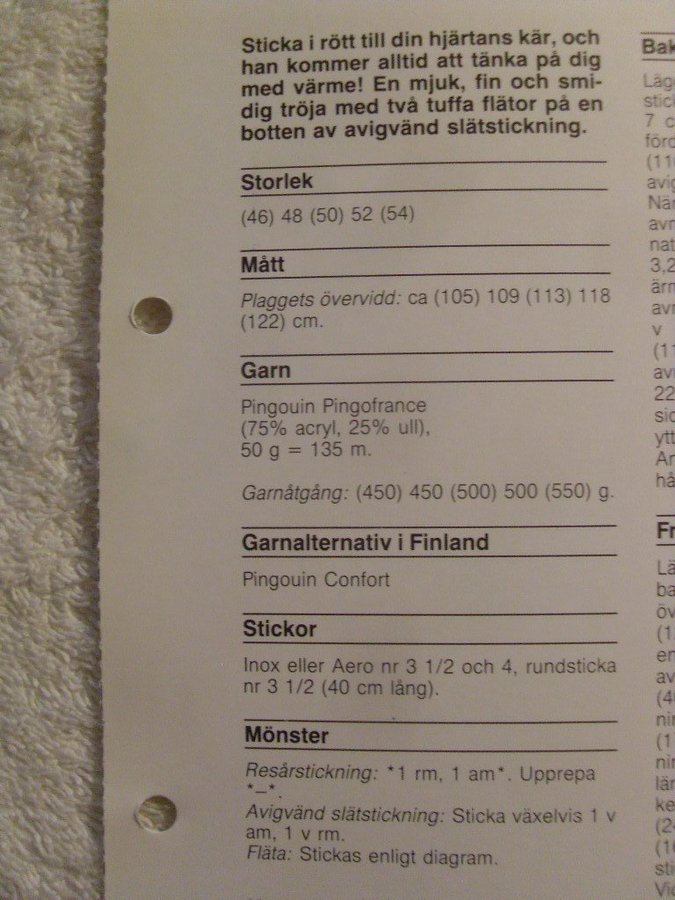 Sticka i rött till din hjärtans kär, och
han kommer alltid att tänka på dig
med värme! En mjuk, fin och smi-
dig tröja med två tuffa flätor på en
botten av avigvänd slätstickning.
Storlek
(46) 48 (50) 52 (54)
Mått
Plaggets övervidd: ca (105) 109 (113) 118
(122) cm.
Garn
Pingouin Pingofrance
(75% acryl, 25% ull),
50 g = 135 m.
Garnåtgång: (450) 450 (500) 500 (550) g.
Garnalternativ i Finland
Pingouin Confort
Stickor
Inox eller Aero nr 3 1/2 och 4, rundsticka
nr 3 1/2 (40 cm lång).
Mönster
Resårstickning: *1 rm, 1 am*. Upprepa
*–*.
Avigvänd slätstickning: Sticka växelvis 1 v
am, 1 v rm.
Fläta: Stickas enligt diagram.